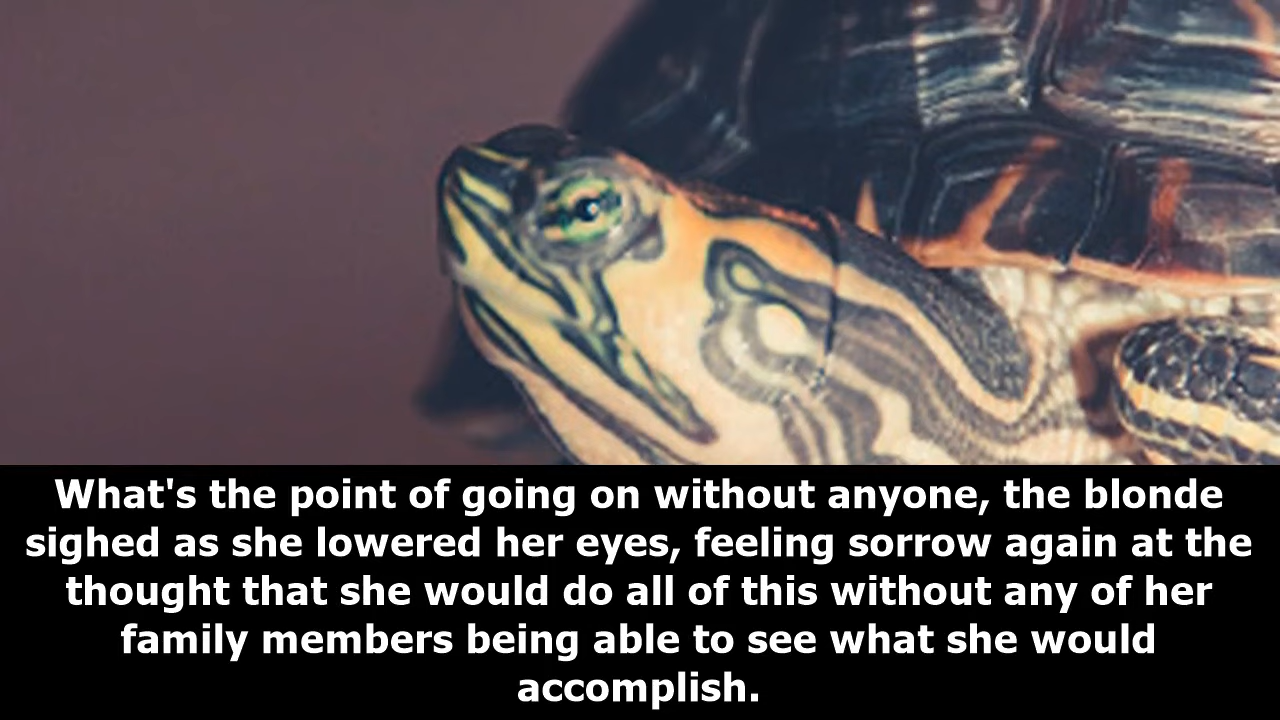 What's the point of going on without anyone, the blonde
sighed as she lowered her eyes, feeling sorrow again at the
thought that she would do all of this without any of her
family members being able to see what she would
accomplish.